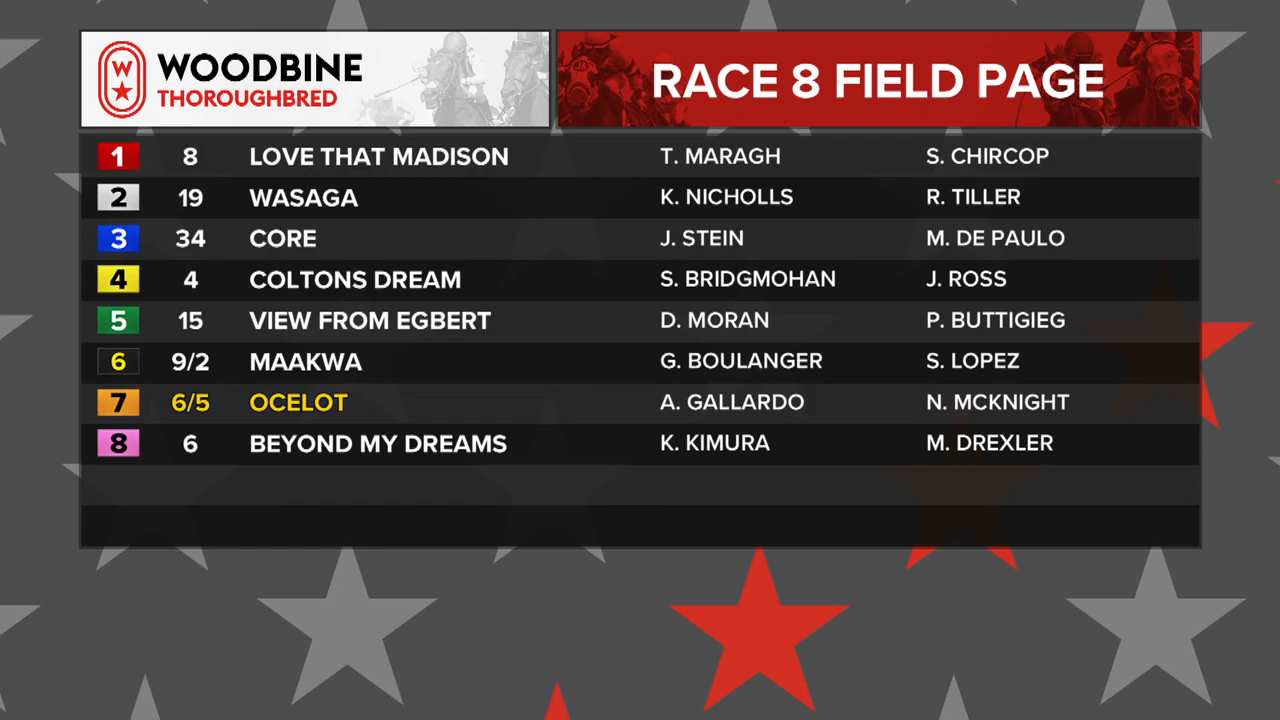 W
WOODBINE
THOROUGHBRED
RACE 8 FIELD PAGE
1 8 LOVE THAT MADISON T. MARAGH S. CHIRCOP
2 19 WASAGA K. NICHOLLS R. TILLER
3 34 CORE J. STEIN M. DE PAULO
4 4 COLTONS DREAM S. BRIDGMOHAN J. ROSS
5 15 VIEW FROM EGBERT D. MORAN P. BUTTIGIEG
6 9/2 MAAKWA G. BOULANGER S. LOPEZ
7 6/5 OCELOT A. GALLARDO N. MCKNIGHT
8 6 BEYOND MY DREAMS K. KIMURA M. DREXLER